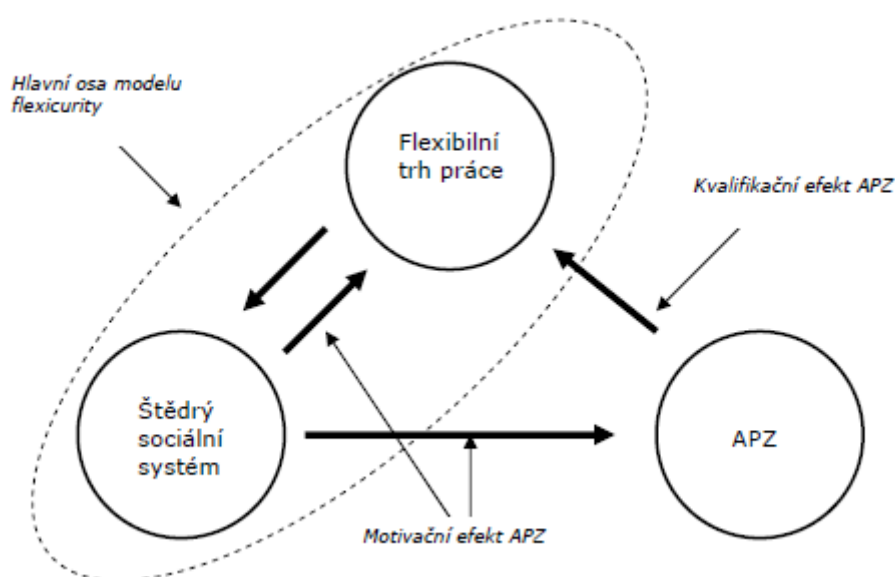 Hlavní osa modelu
flexicurity
Flexibilní
trh práce
Kvalifikační efekt APZ
Štědrý
sociální
systém
APZ
Motivační efekt APZ